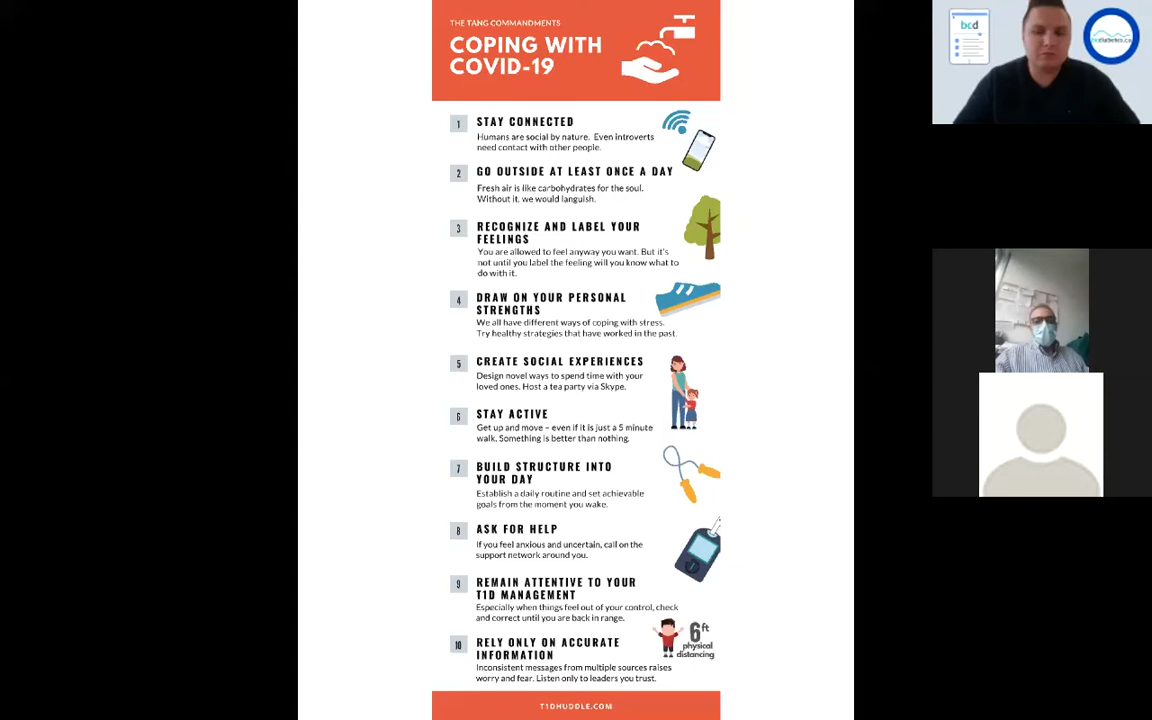 THE TANG COMMANDMENTS
COPING WITH
COVID-19
1
STAY CONNECTED
Humans are social by nature. Even introverts
need contact with other people.
2
GO OUTSIDE AT LEAST ONCE A DAY
Fresh air is like carbohydrates for the soul.
Without it, we would languish.
3
RECOGNIZE AND LABEL YOUR
FEELINGS
You are allowed to feel anyway you want. But it's
not until you label the feeling will you know what to
do with it.
4
DRAW ON YOUR PERSONAL
STRENGTHS
We all have different ways of coping with stress.
Try healthy strategies that have worked in the past.
5
CREATE SOCIAL EXPERIENCES
Design novel ways to spend time with your
loved ones. Host a tea party via Skype.
6
STAY ACTIVE
Get up and move – even if it is just a 5 minute
walk. Something is better than nothing.
7
BUILD STRUCTURE INTO
YOUR DAY
Establish a daily routine and set achievable
goals from the moment you wake.
8
ASK FOR HELP
If you feel anxious and uncertain, call on the
support network around you.
9
REMAIN ATTENTIVE TO YOUR
T1D MANAGEMENT
Especially when things feel out of your control, check
and correct until you are back in range.
6ft
physical
distancing
10
RELY ONLY ON ACCURATE
INFORMATION
Inconsistent messages from multiple sources raises
worry and fear. Listen only to leaders you trust.
T1DHUDDLE.COM
bcd
bcdiabetes.ca